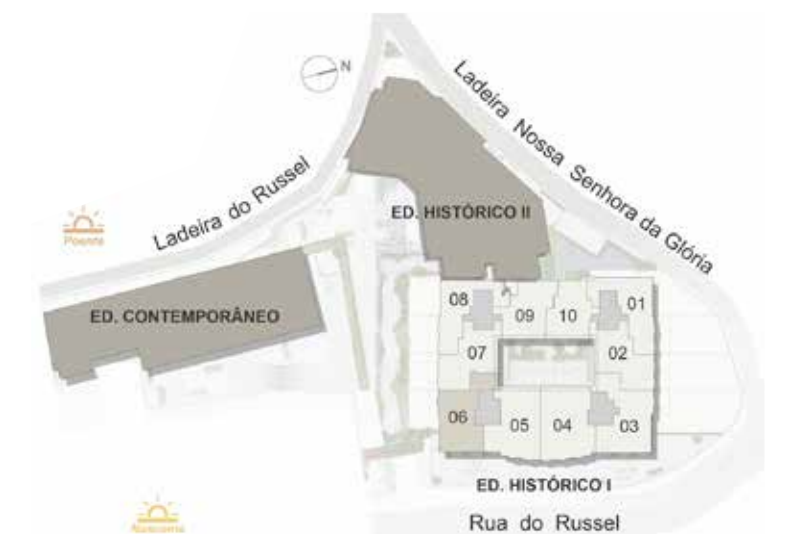 N
Ladeira Nossa Senhora da Glória
Ladeira do Russel
Poente
ED. HISTÓRICO II
ED. CONTEMPORÂNEO
08
09
10
01
07
02
06
05
04
03
ED. HISTÓRICO I
Nascente
Rua do Russel